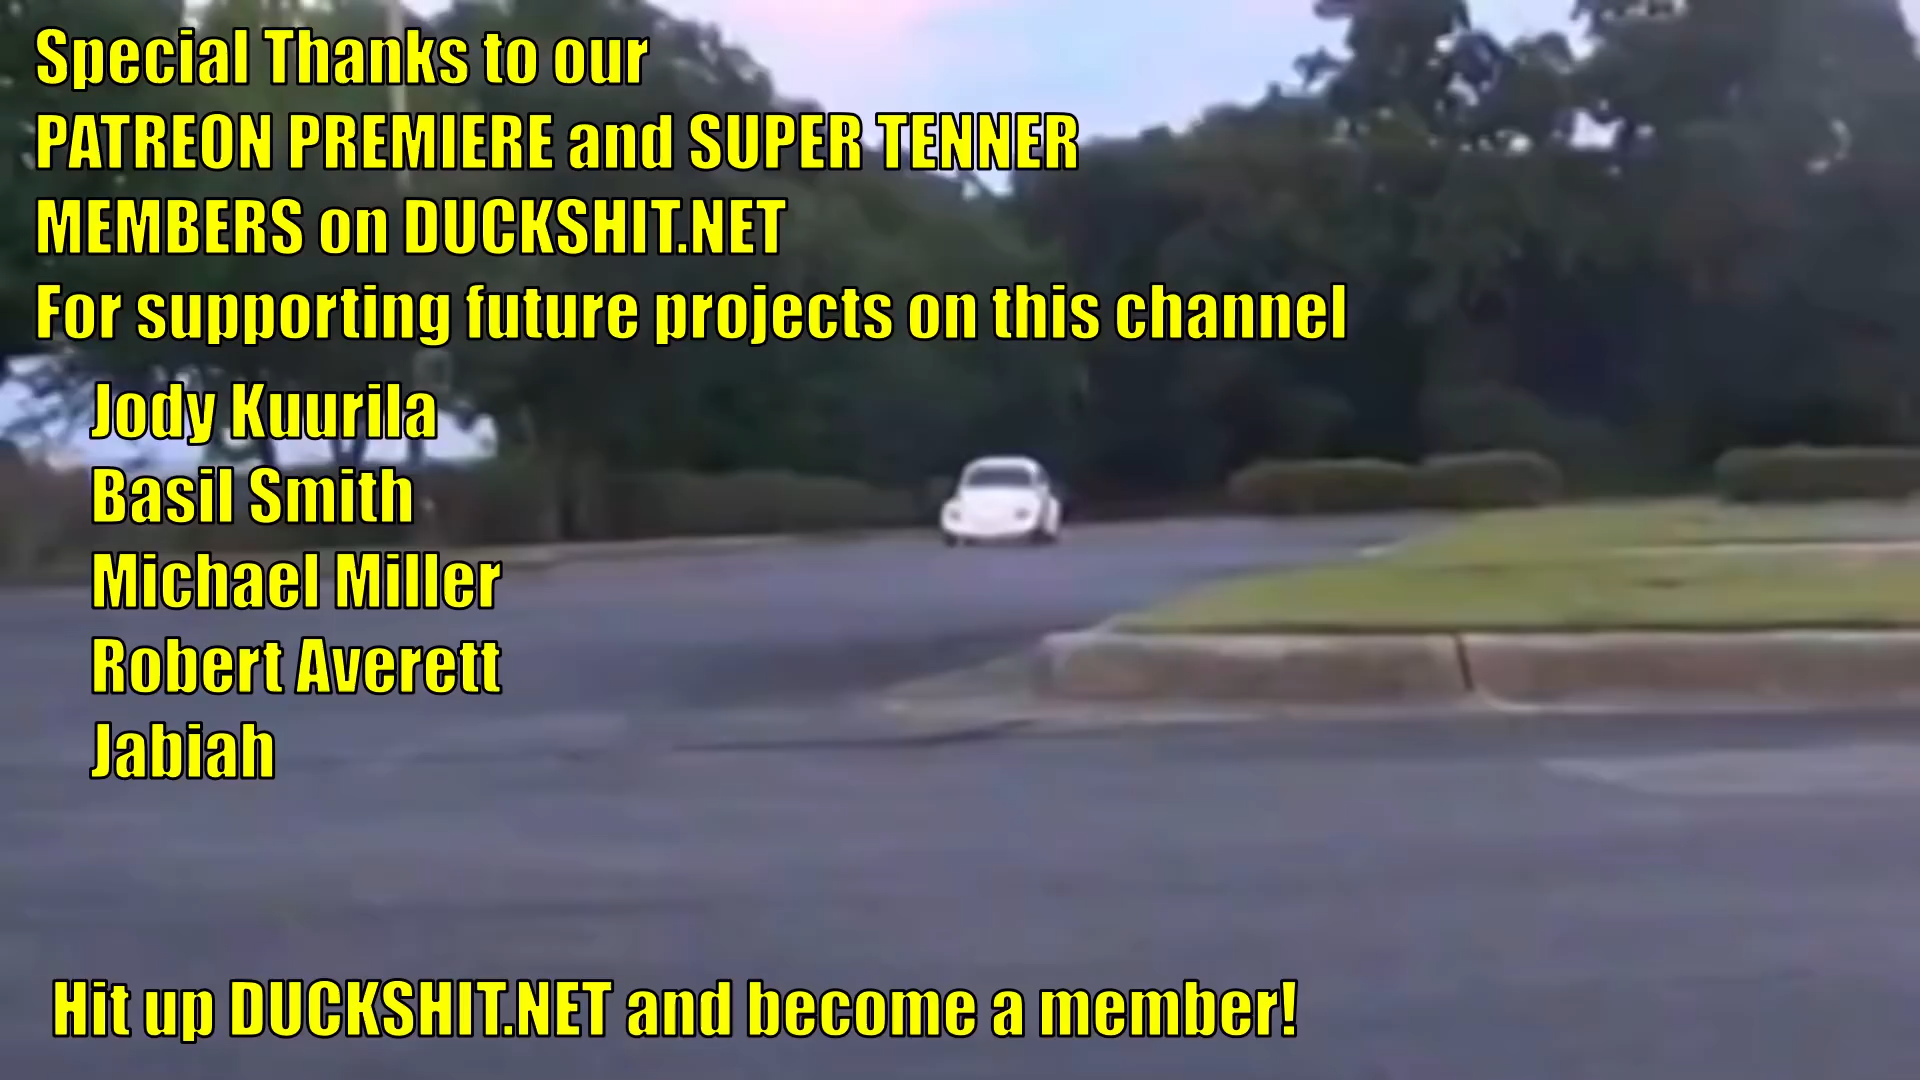 Special Thanks to our
PATREON PREMIERE and SUPER TENNER
MEMBERS on DUCKSHIT.NET
For supporting future projects on this channel
Jody Kuurila
Basil Smith
Michael Miller
Robert Averett
Jabiah
Hit up DUCKSHIT.NET and become a member!